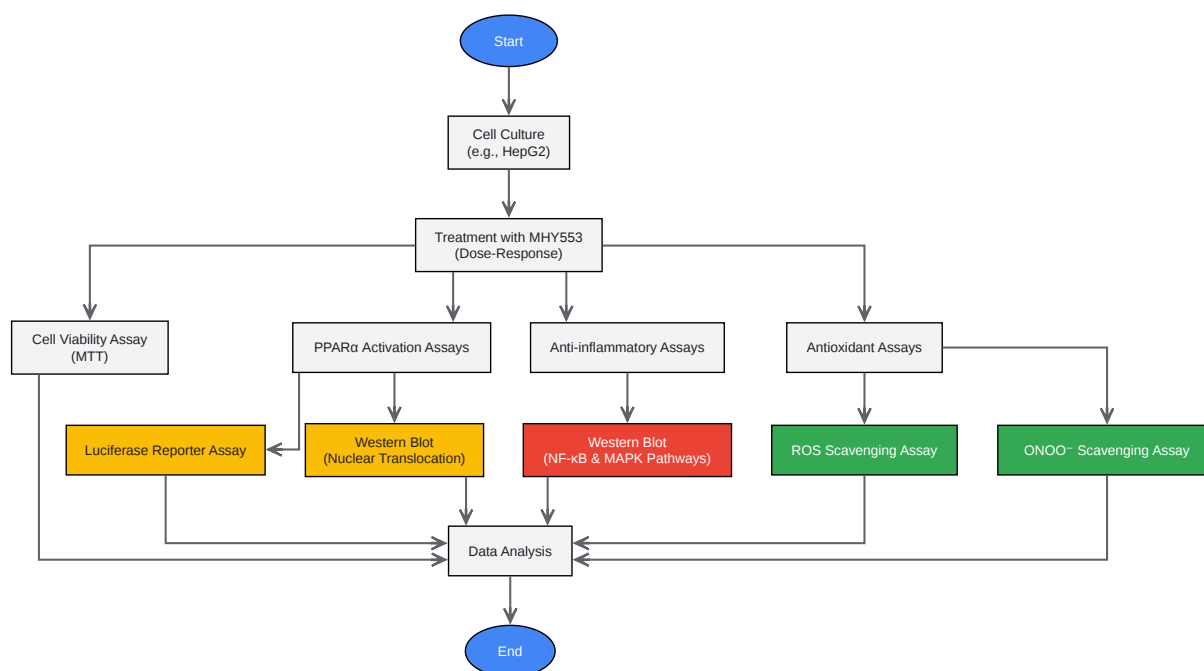 Start
Cell Culture
(e.g., HepG2)
Treatment with MHY553
(Dose-Response)
Cell Viability Assay
(MTT)
PPARα Activation Assays
Anti-inflammatory Assays
Antioxidant Assays
Luciferase Reporter Assay
Western Blot
(Nuclear Translocation)
Western Blot
(NF-κB & MAPK Pathways)
ROS Scavenging Assay
ONOO⁻ Scavenging Assay
Data Analysis
End